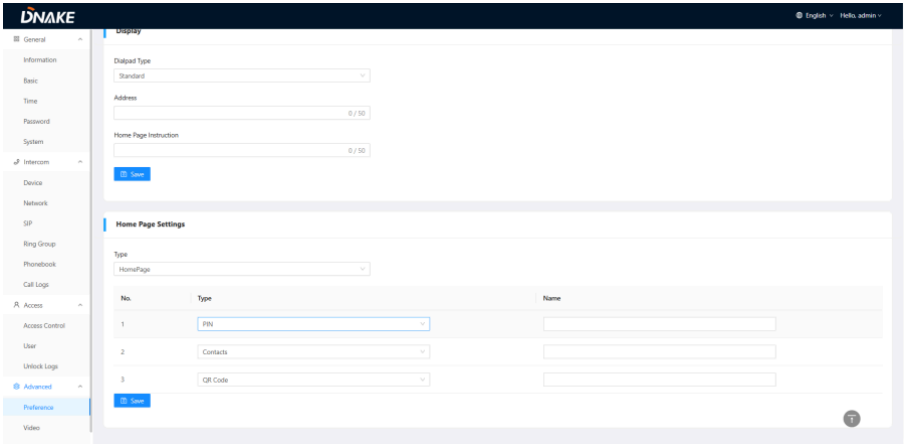 DNAKE
English
Hello, admin
General
Information
Basic
Time
Password
System
Intercom
Device
Network
SIP
Ring Group
Phonebook
Call Logs
Access
Access Control
User
Unlock Logs
Advanced
Preference
Video
Display
Dialpad Type
Standard
Address
0 / 50
Home Page Instruction
0 / 50
Save
Home Page Settings
Type
HomePage
No. Type Name
1 PIN
2 Contacts
3 QR Code
Save